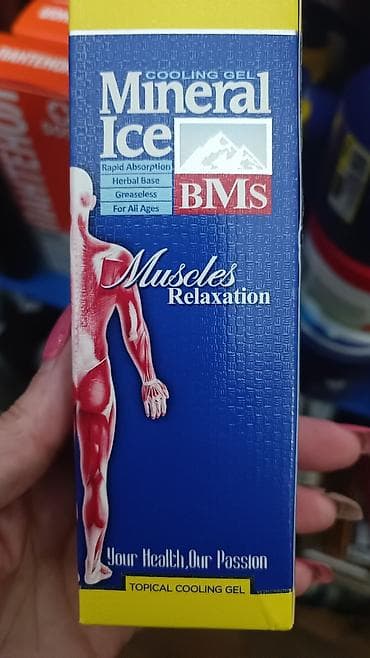 COOLING GEL
Mineral
Ice
Rapid Absorption
Herbal Base
Greaseless
For All Ages
BMS
Muscles
Relaxation
Your Health,Our Passion
TOPICAL COOLING GEL